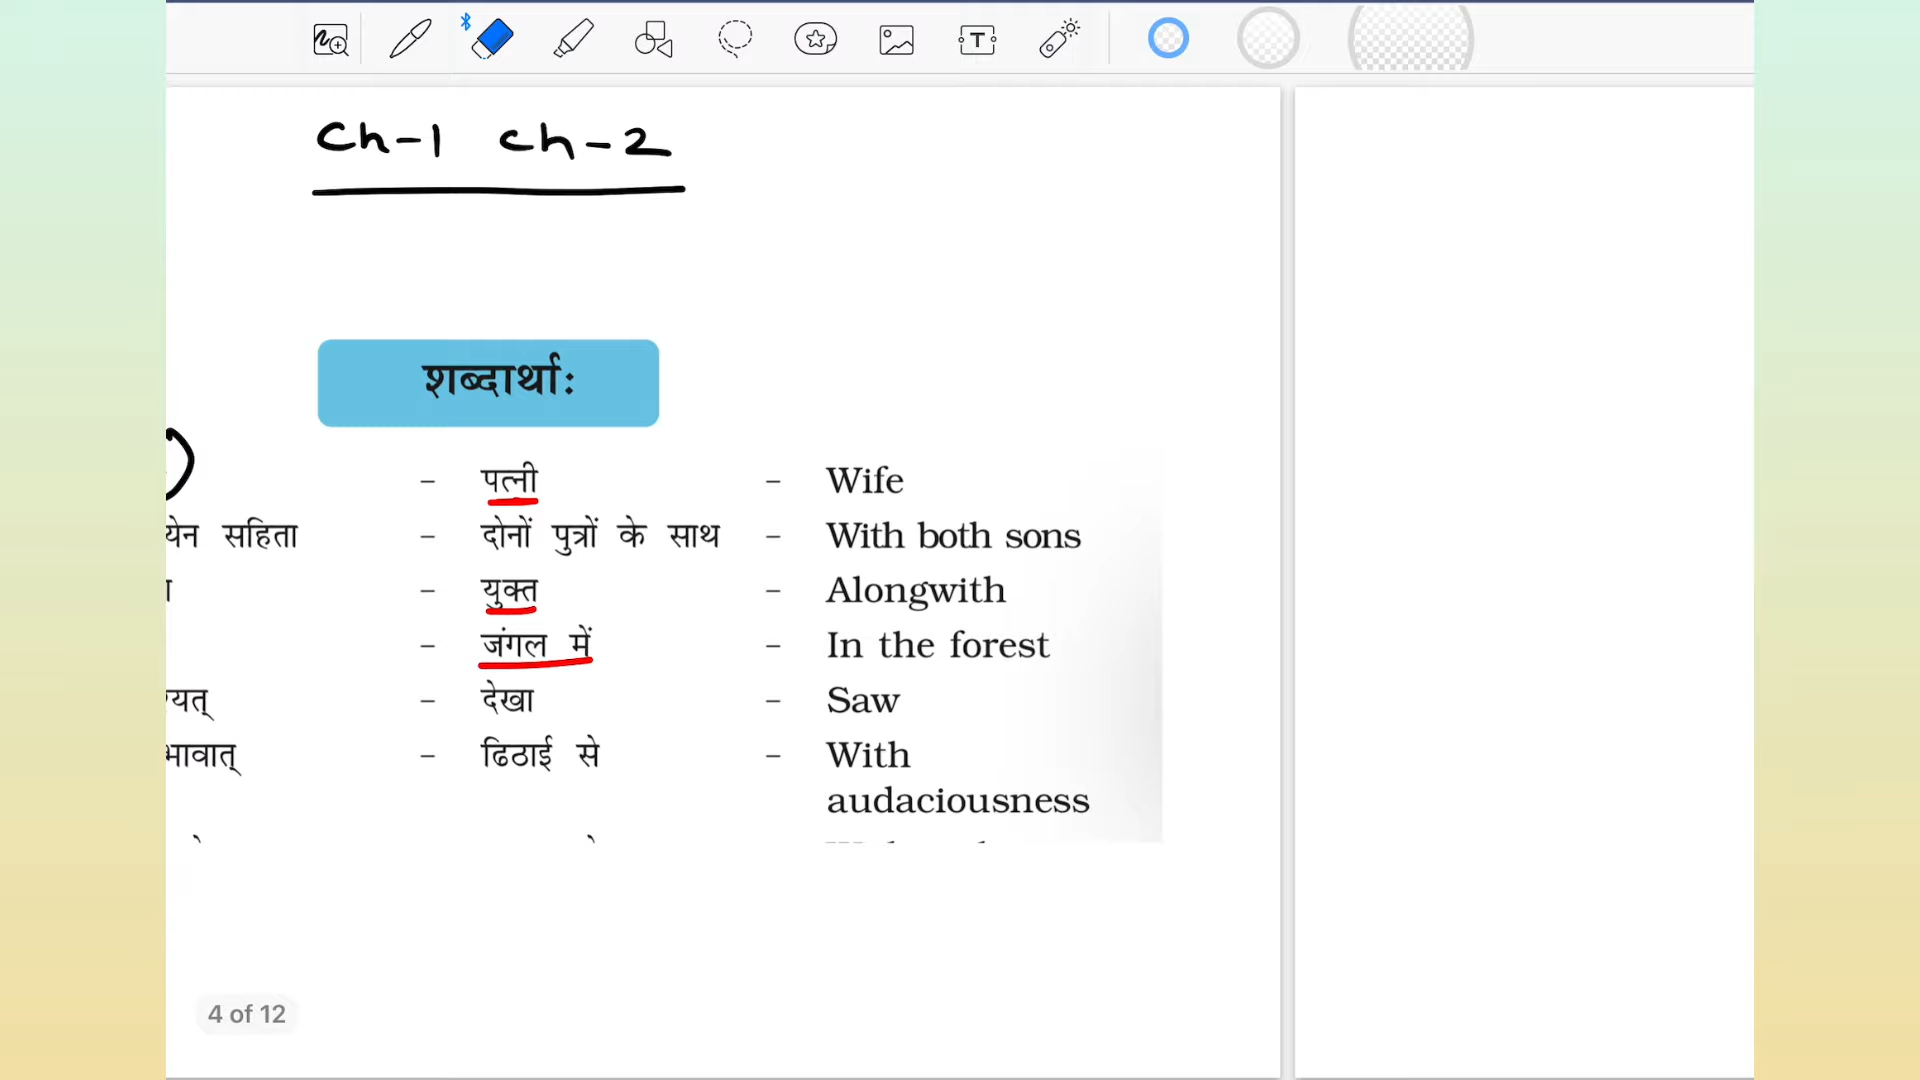 T
Ch-1 Ch-2
शब्दार्थाः
- पत्नी - Wife
येन सहिता - दोनों पुत्रों के साथ - With both sons
- युक्त - Alongwith
- जंगल में - In the forest
यत् - देखा - Saw
भावात् - ढिठाई से - With
audaciousness
4 of 12